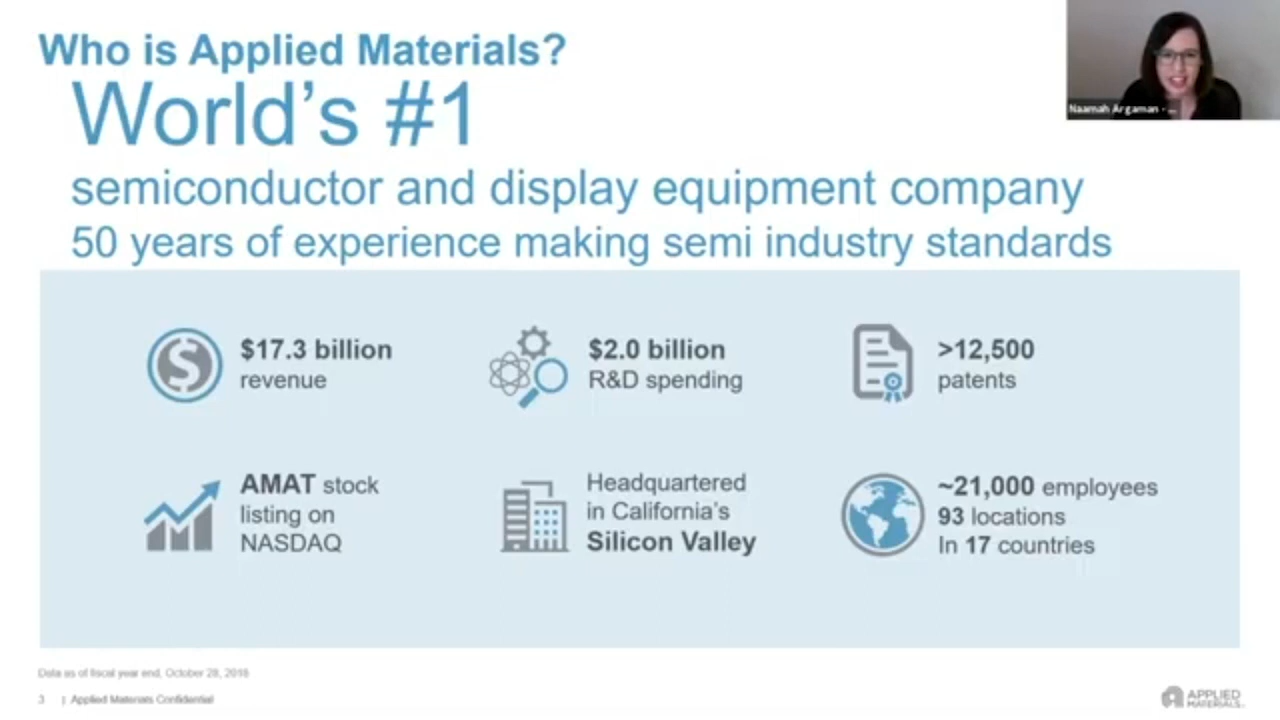 Who is Applied Materials?
World's #1
semiconductor and display equipment company
50 years of experience making semi industry standards
$17.3 billion
revenue
$2.0 billion
R&D spending
>12,500
patents
AMAT stock
listing on
NASDAQ
Headquartered
in California's
Silicon Valley
~21,000 employees
93 locations
In 17 countries
Data as of fiscal year end, October 28, 2018
3 | Applied Materials Confidential
APPLIED
MATERIALS
Naamah Argaman - ...